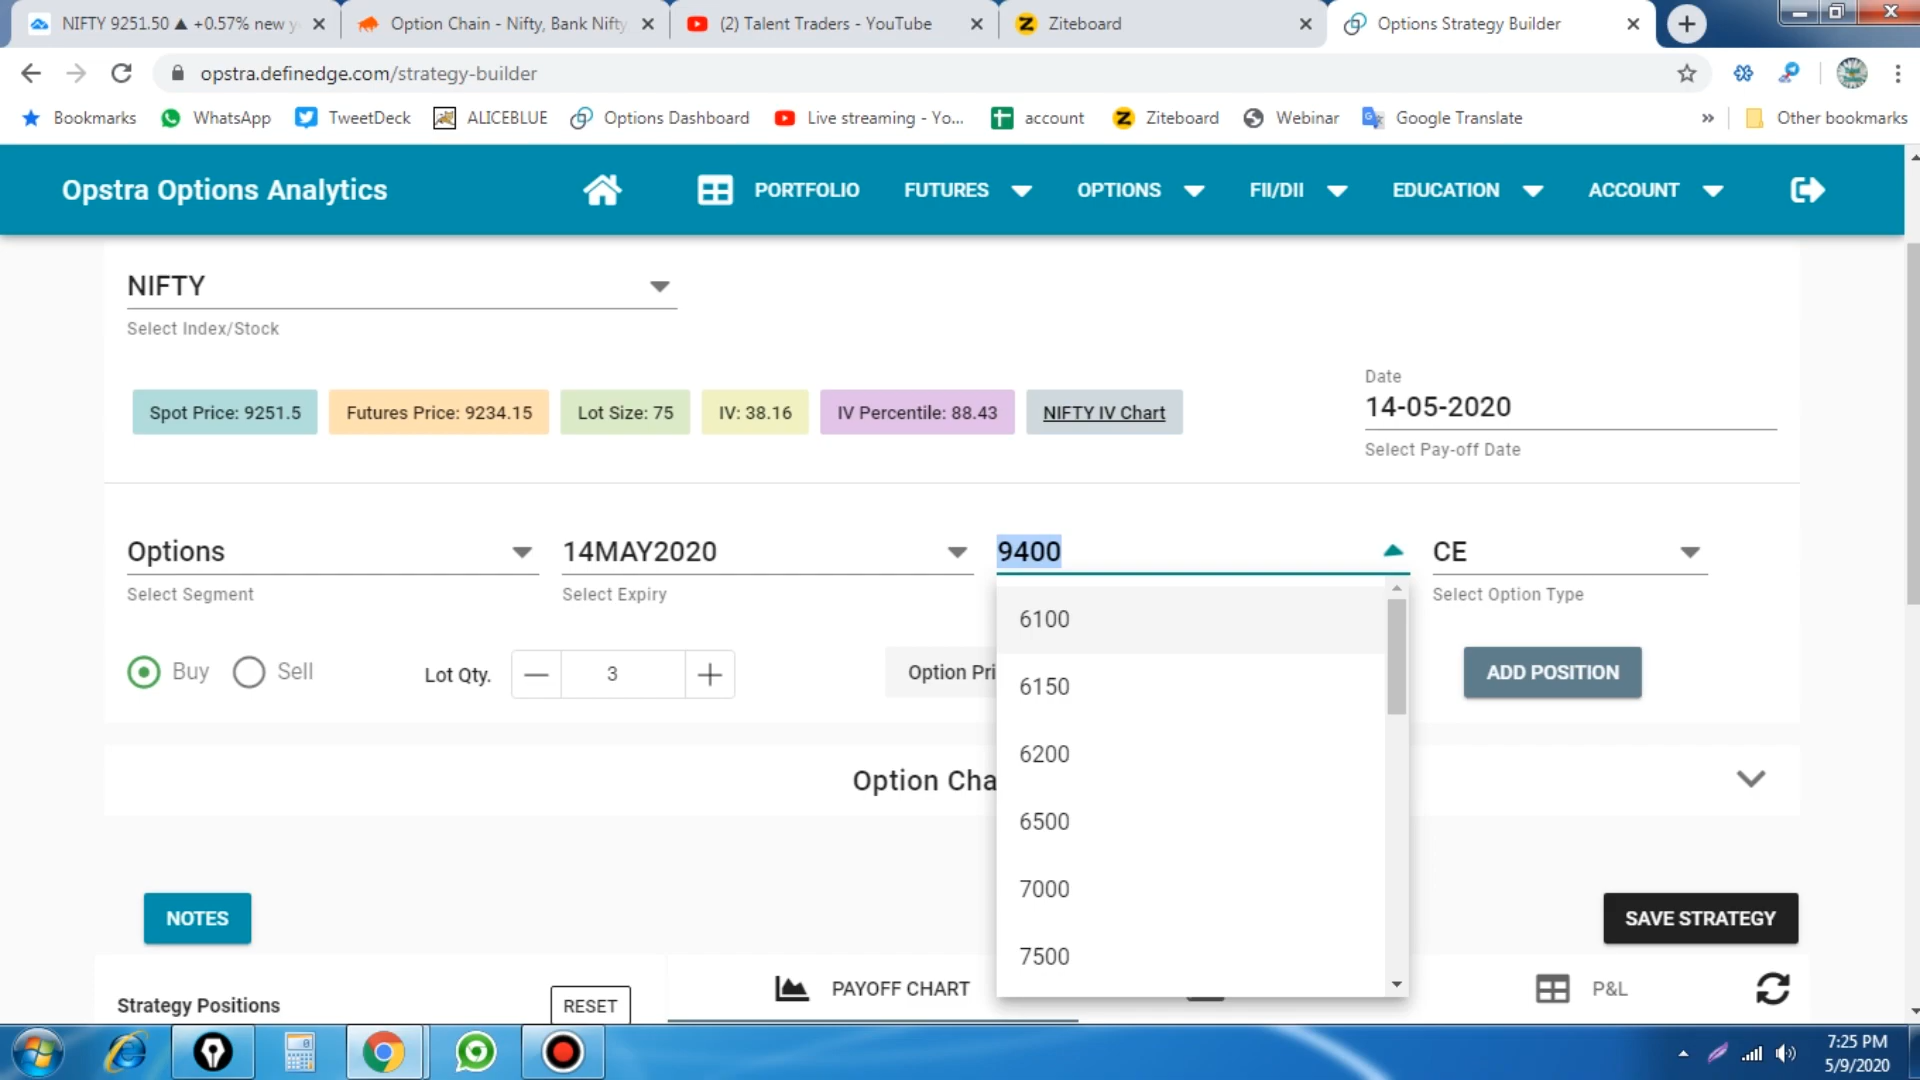 NIFTY 9251.50 ▲ +0.57% new y
Option Chain - Nifty, Bank Nifty
(2) Talent Traders - YouTube
Ziteboard
Options Strategy Builder
opstra.definedge.com/strategy-builder
Bookmarks
WhatsApp
TweetDeck
ALICEBLUE
Options Dashboard
Live streaming - Yo...
account
Ziteboard
Webinar
Google Translate
»
Other bookmarks
Opstra Options Analytics
PORTFOLIO
FUTURES
OPTIONS
FII/DII
EDUCATION
ACCOUNT
NIFTY
Select Index/Stock
Spot Price: 9251.5
Futures Price: 9234.15
Lot Size: 75
IV: 38.16
IV Percentile: 88.43
NIFTY IV Chart
Date
14-05-2020
Select Pay-off Date
Options
Select Segment
14MAY2020
Select Expiry
9400
CE
Select Option Type
6100
6150
6200
6500
7000
7500
Buy
Sell
Lot Qty.
3
Option Pri
ADD POSITION
Option Cha
NOTES
SAVE STRATEGY
Strategy Positions
RESET
PAYOFF CHART
P&L
7:25 PM
5/9/2020